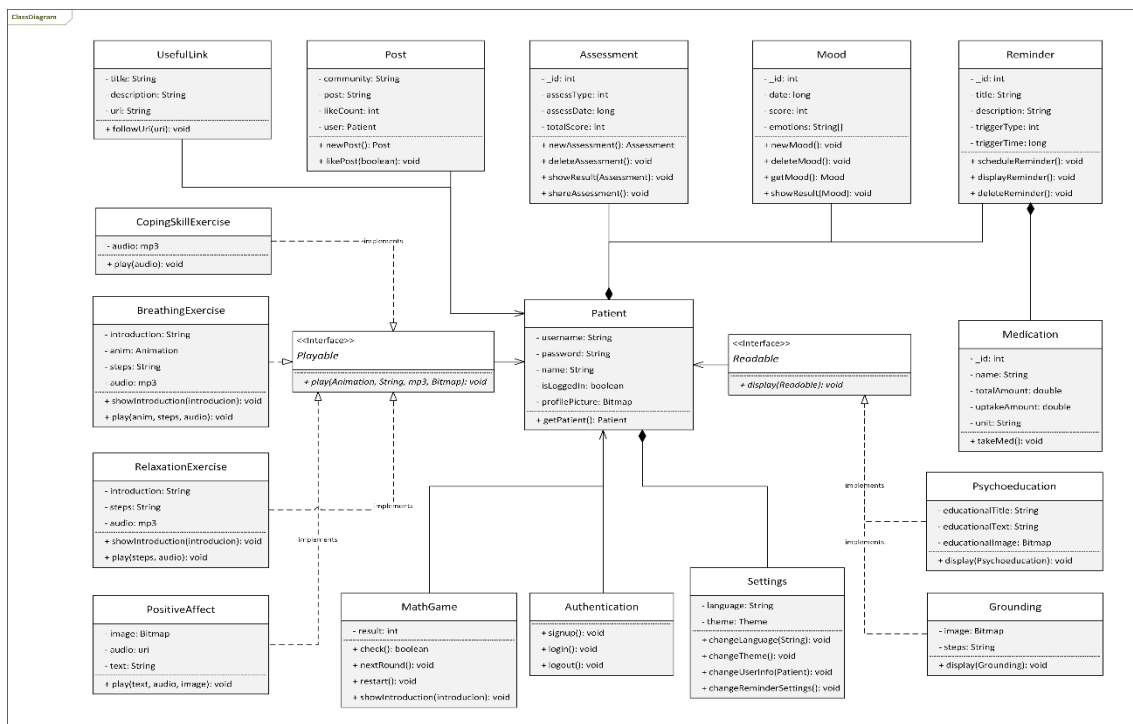 ClassDiagram
UsefulLink
- title: String
- description: String
- uri: String
+ followUri(uri): void
Post
- community: String
- post: String
- likeCount: int
- user: Patient
+ newPost(): Post
+ likePost(boolean): void
Assessment
- _id: int
- assessType: int
- assessDate: long
- totalScore: int
+ newAssessment(): Assessment
+ deleteAssessment(): void
+ showResult(Assessment): void
+ shareAssessment(): void
Mood
- _id: int
- date: long
- score: int
- emotions: String[]
+ newMood(): void
+ deleteMood(): void
+ getMood(): Mood
+ showResult(Mood): void
Reminder
- _id: int
- title: String
- description: String
- triggerType: int
- triggerTime: long
+ scheduleReminder(): void
+ displayReminder(): void
+ deleteReminder(): void
CopingSkillExercise
- audio: mp3
+ play(audio): void
implements
implements
BreathingExercise
- introduction: String
- anim: Animation
- steps: String
- audio: mp3
+ showIntroduction(introducion): void
+ play(anim, steps, audio): void
<<Interface>>
Playable
+ play(Animation, String, mp3, Bitmap): void
Patient
- username: String
- password: String
- name: String
- isLoggedIn: boolean
- profilePicture: Bitmap
+ getPatient(): Patient
<<Interface>>
Readable
+ display(Readable): void
Medication
- _id: int
- name: String
- totalAmount: double
- uptakeAmount: double
- unit: String
+ takeMed(): void
RelaxationExercise
- introduction: String
- steps: String
- audio: mp3
+ showIntroduction(introducion): void
+ play(steps, audio): void
implements
implements
implements
implements
Psychoeducation
- educationalTitle: String
- educationalText: String
- educationalImage: Bitmap
+ display(Psychoeducation): void
PositiveAffect
- image: Bitmap
- audio: uri
- text: String
+ play(text, audio, image): void
MathGame
- result: int
+ check(): boolean
+ nextRound(): void
+ restart(): void
+ showIntroduction(introducion): void
Authentication
+ signup(): void
+ login(): void
+ logout(): void
Settings
- language: String
- theme: Theme
+ changeLanguage(String): void
+ changeTheme(): void
+ changeUserInfo(Patient): void
+ changeReminderSettings(): void
Grounding
- image: Bitmap
- steps: String
+ display(Grounding): void